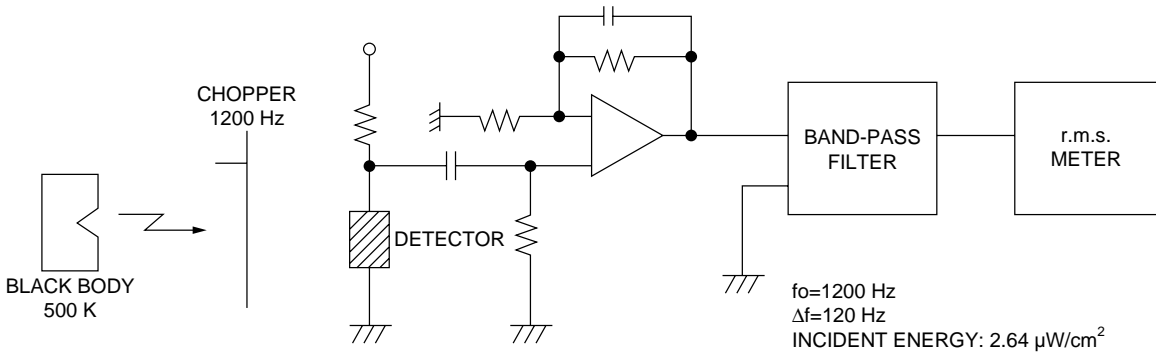 CHOPPER
1200 Hz
DETECTOR
BLACK BODY
500 K
BAND-PASS
FILTER
r.m.s.
METER
fo=1200 Hz
Δf=120 Hz
INCIDENT ENERGY: 2.64 µW/cm²